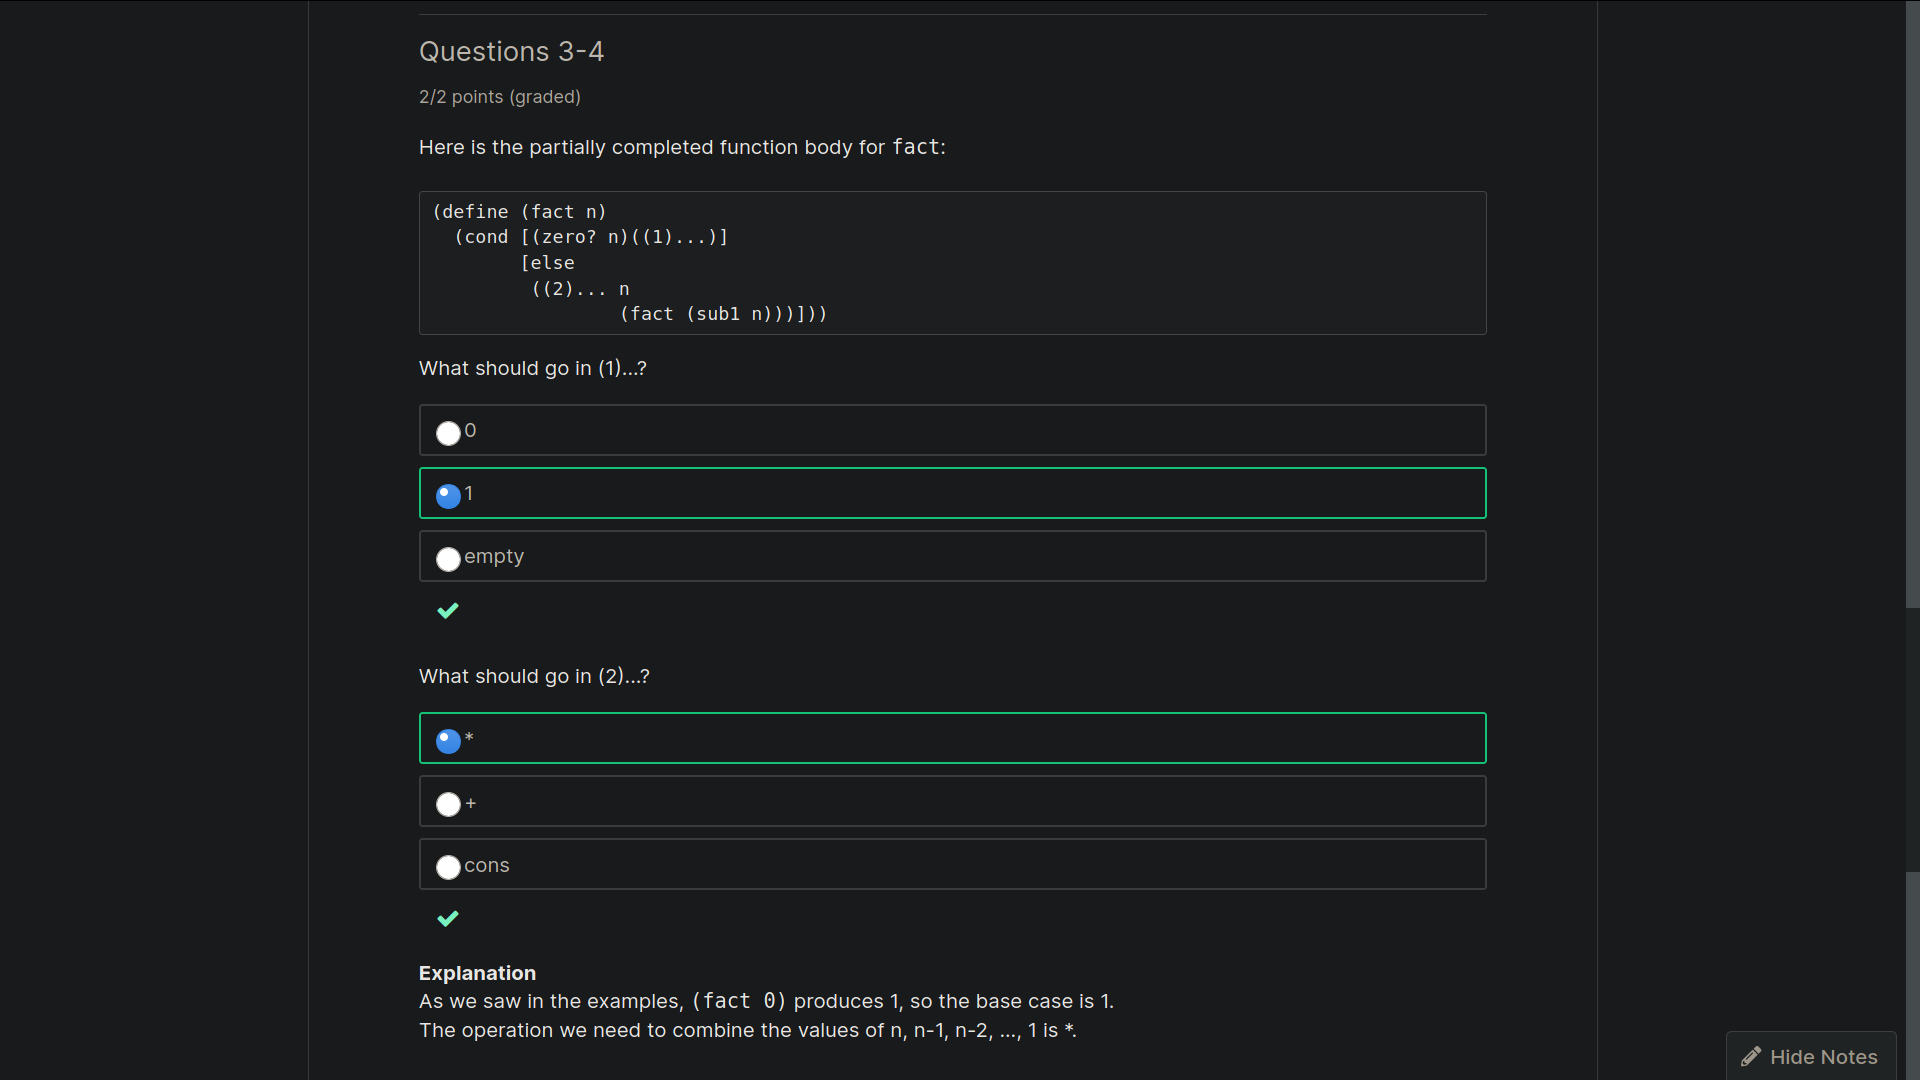 Questions 3-4
2/2 points (graded)
Here is the partially completed function body for fact:
(define (fact n)
  (cond [(zero? n)((1)...)]
        [else
         ((2)... n
                 (fact (sub1 n)))]))
What should go in (1)...?
0
1
empty
What should go in (2)...?
*
+
cons
Explanation
As we saw in the examples, (fact 0) produces 1, so the base case is 1.
The operation we need to combine the values of n, n-1, n-2, ..., 1 is *.
Hide Notes